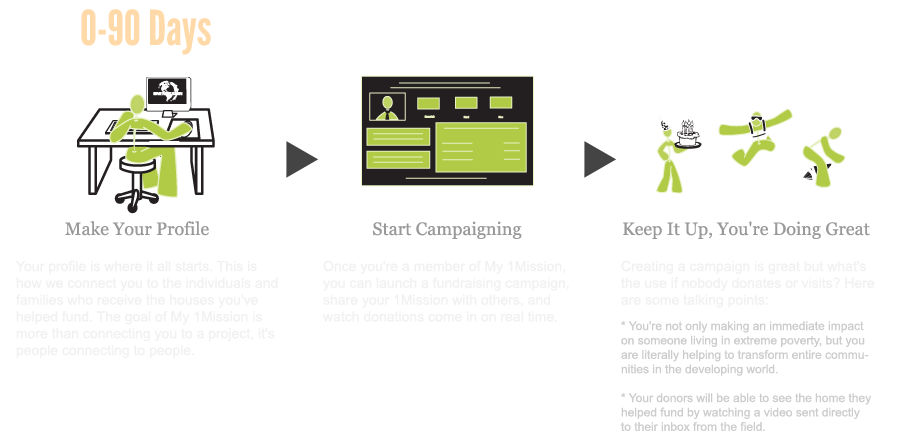 0-90 Days
Make Your Profile
Your profile is where it all starts. This is
how we connect you to the individuals and
families who receive the houses you've
helped fund. The goal of My 1Mission is
more than connecting you to a project, it's
people connecting to people.
Start Campaigning
Once you're a member of My 1Mission,
you can launch a fundraising campaign,
share your 1Mission with others, and
watch donations come in on real time.
Keep It Up, You're Doing Great
Creating a campaign is great but what's
the use if nobody donates or visits? Here
are some talking points:
* You're not only making an immediate impact
on someone living in extreme poverty, but you
are literally helping to transform entire commu-
nities in the developing world.
* Your donors will be able to see the home they
helped fund by watching a video sent directly
to their inbox from the field.